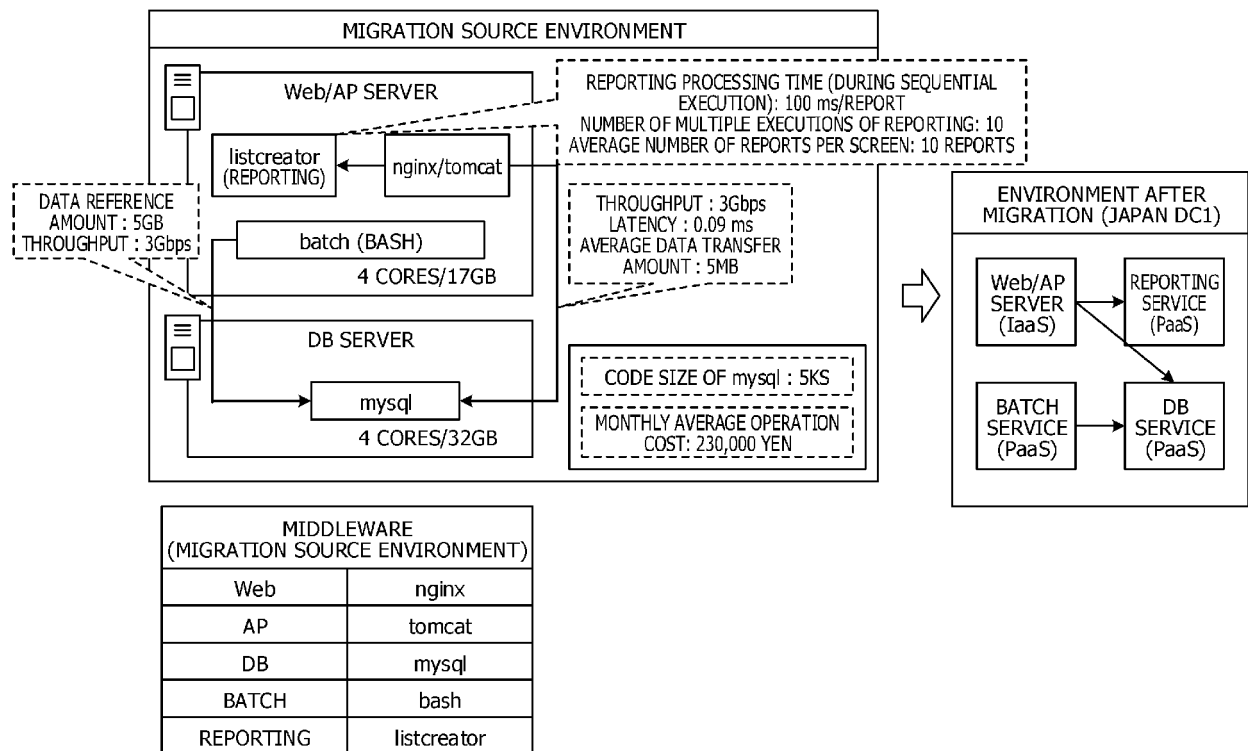 MIGRATION SOURCE ENVIRONMENT
Web/AP SERVER
REPORTING PROCESSING TIME (DURING SEQUENTIAL
EXECUTION): 100 ms/REPORT
NUMBER OF MULTIPLE EXECUTIONS OF REPORTING: 10
AVERAGE NUMBER OF REPORTS PER SCREEN: 10 REPORTS
listcreator
(REPORTING)
nginx/tomcat
DATA REFERENCE
AMOUNT : 5GB
THROUGHPUT : 3Gbps
batch (BASH)
4 CORES/17GB
THROUGHPUT : 3Gbps
LATENCY : 0.09 ms
AVERAGE DATA TRANSFER
AMOUNT : 5MB
DB SERVER
mysql
4 CORES/32GB
CODE SIZE OF mysql : 5KS
MONTHLY AVERAGE OPERATION
COST: 230,000 YEN
ENVIRONMENT AFTER
MIGRATION (JAPAN DC1)
Web/AP
SERVER
(IaaS)
REPORTING
SERVICE
(PaaS)
BATCH
SERVICE
(PaaS)
DB
SERVICE
(PaaS)
MIDDLEWARE
(MIGRATION SOURCE ENVIRONMENT)
Web nginx
AP tomcat
DB mysql
BATCH bash
REPORTING listcreator